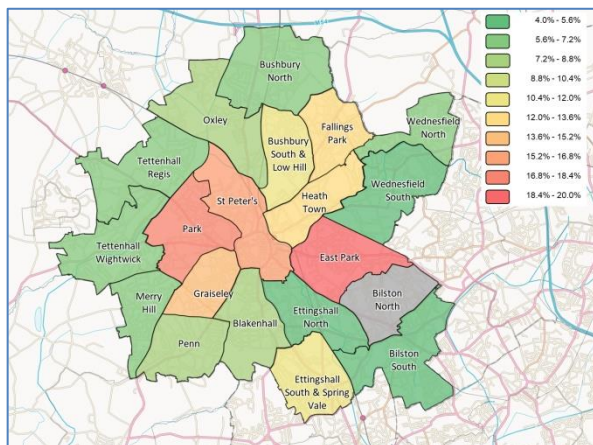 4.0% - 5.6%
5.6% - 7.2%
7.2% - 8.8%
8.8% - 10.4%
10.4% - 12.0%
12.0% - 13.6%
13.6% - 15.2%
15.2% - 16.8%
16.8% - 18.4%
18.4% - 20.0%
Bushbury
North
Oxley
Bushbury
South &
Low Hill
Fallings
Park
Wednesfield
North
Tettenhall
Regis
Wednesfield
South
St Peter's
Heath
Town
Park
Tettenhall
Wightwick
East Park
Merry
Hill
Graiseley
Bilston
North
Penn
Blakenhall
Ettingshall
North
Bilston
South
Ettingshall
South & Spring
Vale